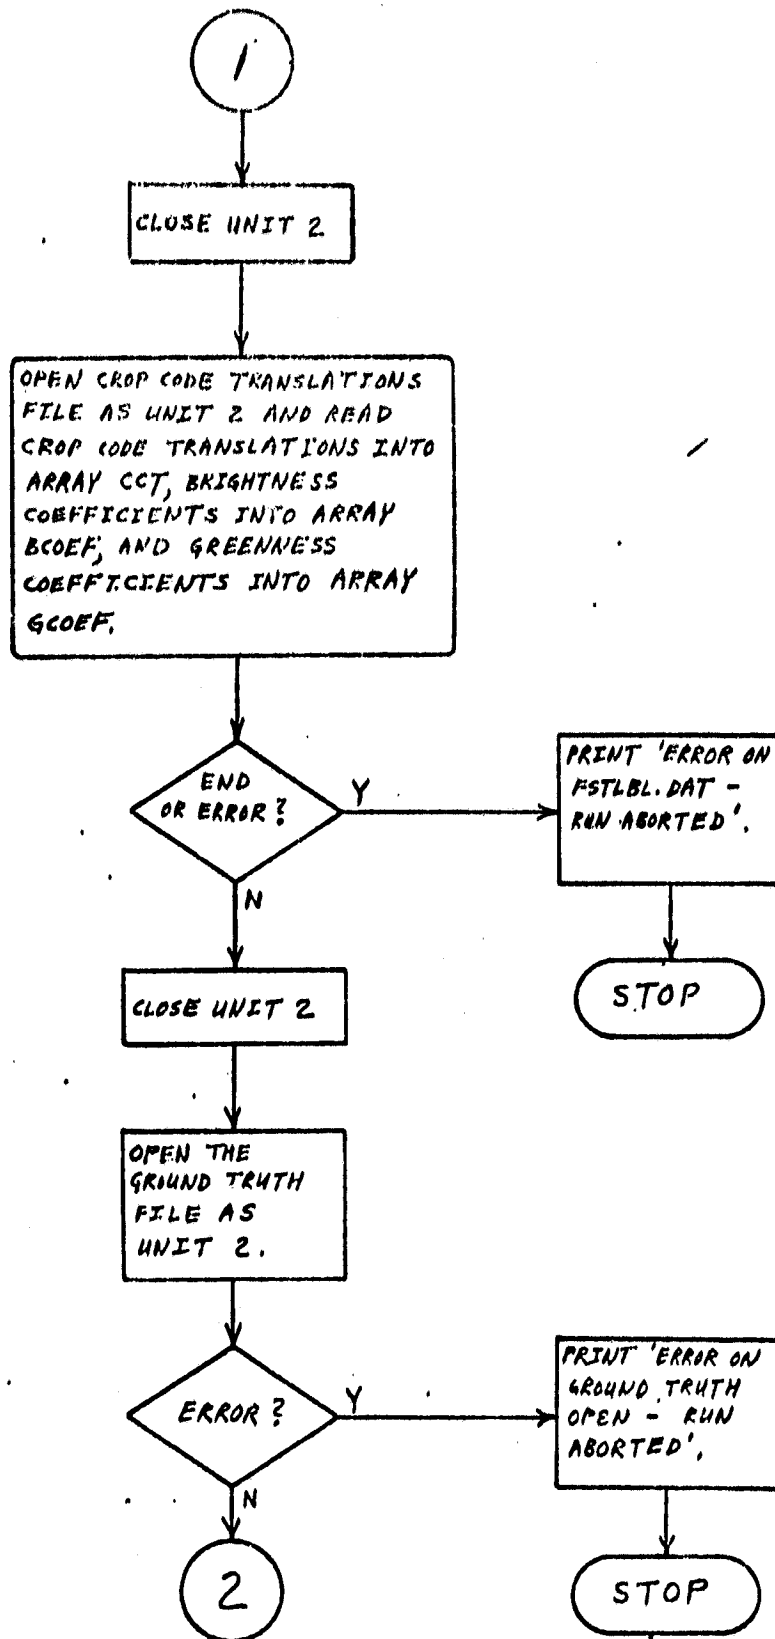 1
CLOSE UNIT 2
OPEN CROP CODE TRANSLATIONS
FILE AS UNIT 2 AND READ
CROP CODE TRANSLATIONS INTO
ARRAY CCT, BRIGHTNESS
COEFFICIENTS INTO ARRAY
BCOEF, AND GREENNESS
COEFFICIENTS INTO ARRAY
GCOEF.
END
OR ERROR?
Y
PRINT 'ERROR ON
FSTLBL.DAT -
RUN ABORTED'.
N
STOP
CLOSE UNIT 2
OPEN THE
GROUND TRUTH
FILE AS
UNIT 2.
ERROR?
Y
PRINT 'ERROR ON
GROUND TRUTH
OPEN - RUN
ABORTED'.
N
2
STOP